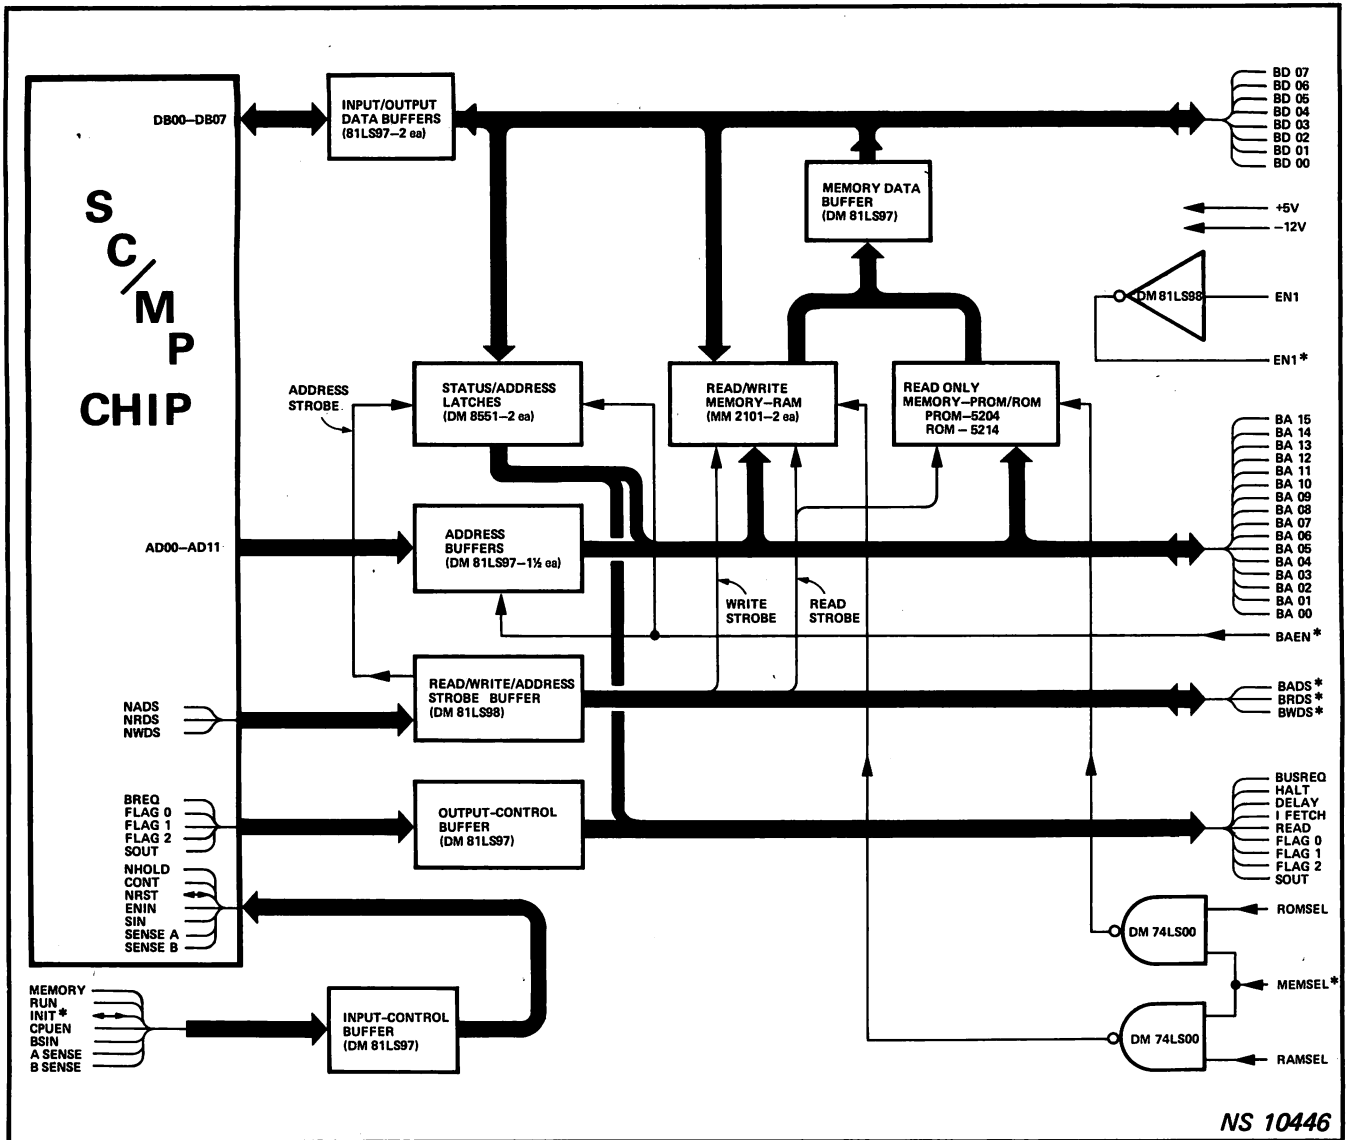 S
C/
M
P
CHIP
DB00–DB07
AD00–AD11
NADS
NRDS
NWDS
BREQ
FLAG 0
FLAG 1
FLAG 2
SOUT
NHOLD
CONT
NRST
ENIN
SIN
SENSE A
SENSE B
MEMORY
RUN
INIT*
CPUEN
BSIN
A SENSE
B SENSE
INPUT/OUTPUT
DATA BUFFERS
(81LS97–2 ea)
MEMORY DATA
BUFFER
(DM 81LS97)
ADDRESS
STROBE
STATUS/ADDRESS
LATCHES
(DM 8551–2 ea)
READ/WRITE
MEMORY–RAM
(MM 2101–2 ea)
READ ONLY
MEMORY–PROM/ROM
PROM–5204
ROM – 5214
ADDRESS
BUFFERS
(DM 81LS97–1½ ea)
WRITE
STROBE
READ
STROBE
READ/WRITE/ADDRESS
STROBE BUFFER
(DM 81LS98)
OUTPUT–CONTROL
BUFFER
(DM 81LS97)
INPUT–CONTROL
BUFFER
(DM 81LS97)
DM 81LS98
DM 74LS00
DM 74LS00
BD 07
BD 06
BD 05
BD 04
BD 03
BD 02
BD 01
BD 00
+5V
–12V
EN1
EN1*
BA 15
BA 14
BA 13
BA 12
BA 11
BA 10
BA 09
BA 08
BA 07
BA 06
BA 05
BA 04
BA 03
BA 02
BA 01
BA 00
BAEN*
BADS*
BRDS*
BWDS*
BUSREQ
HALT
DELAY
I FETCH
READ
FLAG 0
FLAG 1
FLAG 2
SOUT
ROMSEL
MEMSEL*
RAMSEL
NS 10446